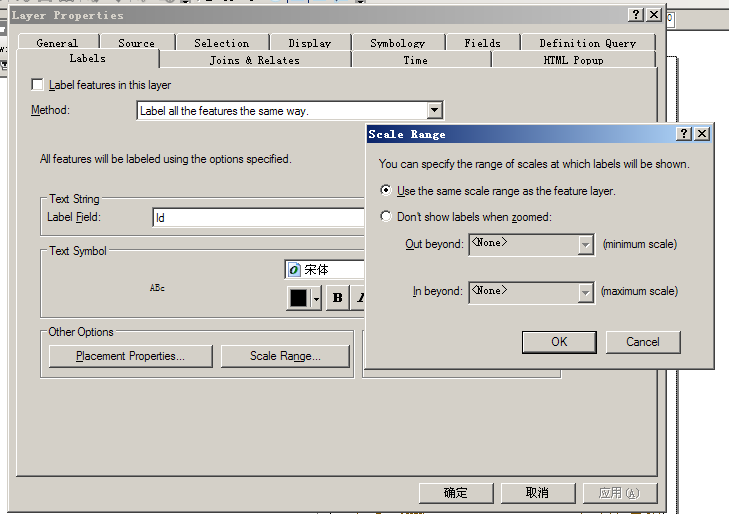 Layer Properties
General Source Selection Display Symbology Fields Definition Query
Labels Joins & Relates Time HTML Popup
Label features in this layer
Method: Label all the features the same way.
All features will be labeled using the options specified.
Text String
Label Field: Id
Text Symbol
ABc
宋体
B I
Other Options
Placement Properties... Scale Range...
确定 取消 应用(A)
Scale Range
You can specify the range of scales at which labels will be shown.
Use the same scale range as the feature layer.
Don't show labels when zoomed:
Out beyond: <None> (minimum scale)
In beyond: <None> (maximum scale)
OK Cancel